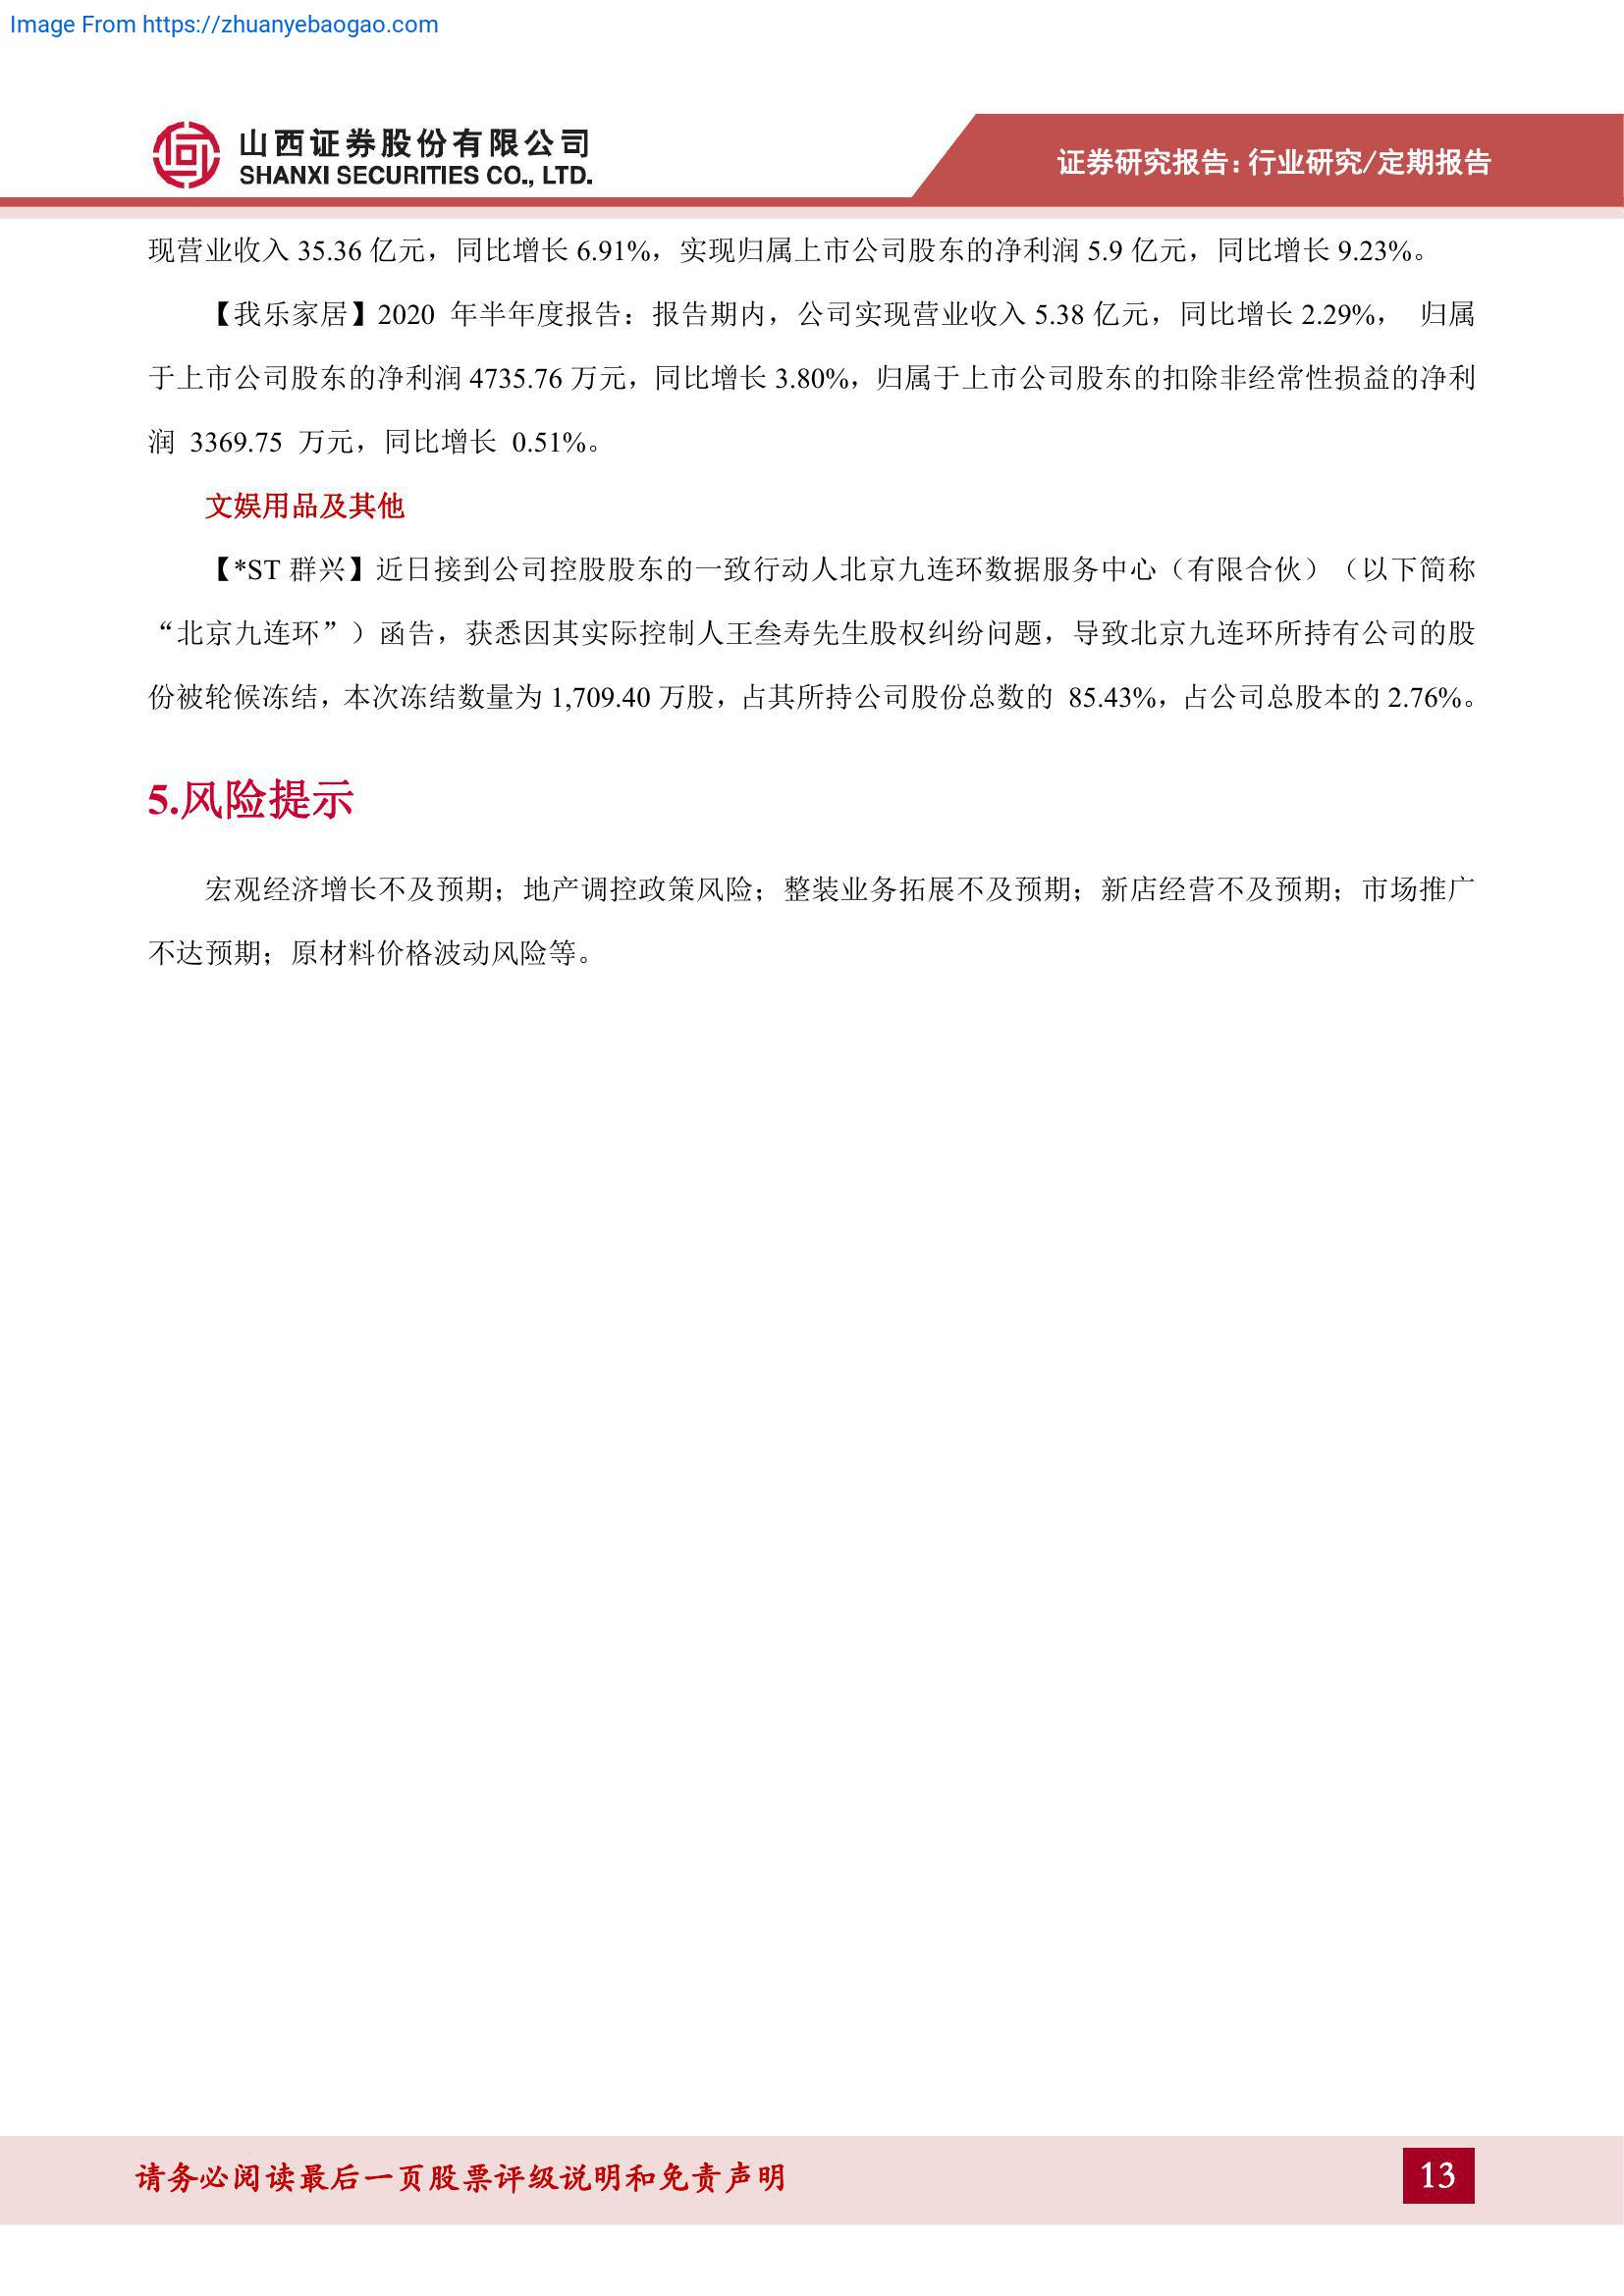 Image From https://zhuanyebaogao.com
山西证券股份有限公司
SHANXI SECURITIES CO., LTD.
证券研究报告：行业研究/定期报告
现营业收入 35.36 亿元，同比增长 6.91%，实现归属上市公司股东的净利润 5.9 亿元，同比增长 9.23%。
【我乐家居】2020 年半年度报告：报告期内，公司实现营业收入 5.38 亿元，同比增长 2.29%， 归属
于上市公司股东的净利润 4735.76 万元，同比增长 3.80%，归属于上市公司股东的扣除非经常性损益的净利
润 3369.75 万元，同比增长 0.51%。
文娱用品及其他
【*ST 群兴】近日接到公司控股股东的一致行动人北京九连环数据服务中心（有限合伙）（以下简称
“北京九连环”）函告，获悉因其实际控制人王叁寿先生股权纠纷问题，导致北京九连环所持有公司的股
份被轮候冻结，本次冻结数量为 1,709.40 万股，占其所持公司股份总数的 85.43%，占公司总股本的 2.76%。
5.风险提示
宏观经济增长不及预期；地产调控政策风险；整装业务拓展不及预期；新店经营不及预期；市场推广
不达预期；原材料价格波动风险等。
请务必阅读最后一页股票评级说明和免责声明
13